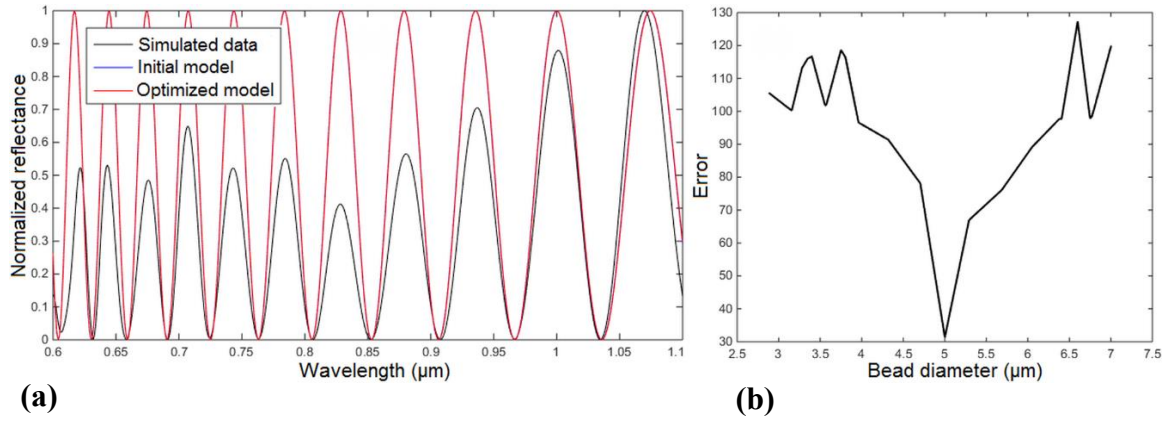 1
0.9
0.8
0.7
0.6
0.5
0.4
0.3
0.2
0.1
0
Normalized reflectance
Simulated data
Initial model
Optimized model
0.6 0.65 0.7 0.75 0.8 0.85 0.9 0.95 1 1.05 1.1
Wavelength (μm)
(a)
130
120
110
100
90
80
70
60
50
40
30
Error
2.5 3 3.5 4 4.5 5 5.5 6 6.5 7 7.5
Bead diameter (μm)
(b)